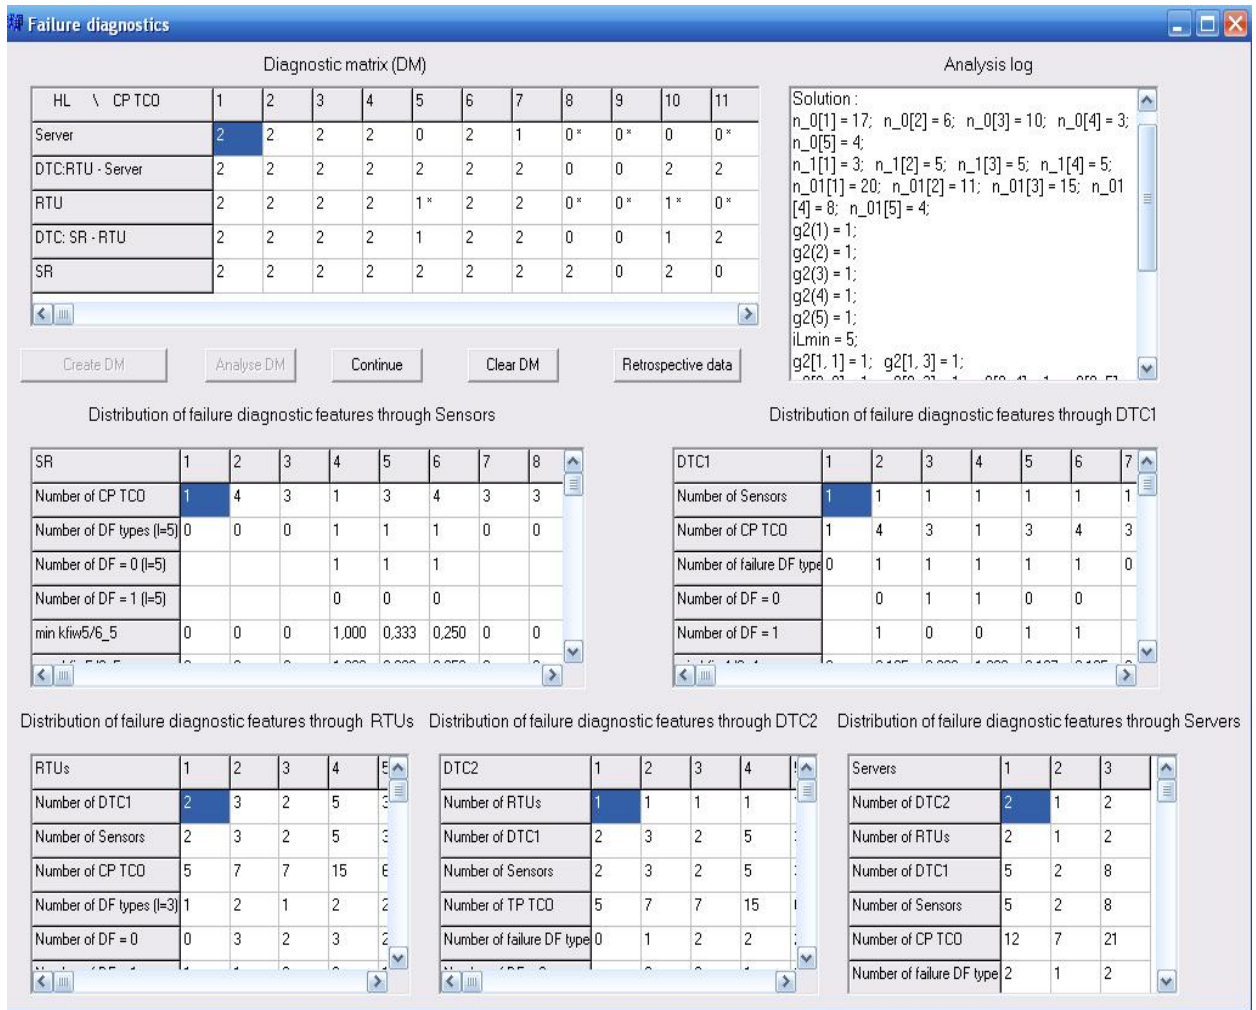 Failure diagnostics
Diagnostic matrix (DM)
HL \ CP TCO 1 2 3 4 5 6 7 8 9 10 11
Server 2 2 2 2 0 2 1 0* 0* 0 0*
DTC:RTU - Server 2 2 2 2 2 2 2 0 0 2 2
RTU 2 2 2 2 1* 2 2 0* 0* 1* 0*
DTC: SR - RTU 2 2 2 2 1 2 2 0 0 1 2
SR 2 2 2 2 2 2 2 2 0 2 0
Analysis log
Solution :
n_0[1] = 17; n_0[2] = 6; n_0[3] = 10; n_0[4] = 3;
n_0[5] = 4;
n_1[1] = 3; n_1[2] = 5; n_1[3] = 5; n_1[4] = 5;
n_01[1] = 20; n_01[2] = 11; n_01[3] = 15; n_01
[4] = 8; n_01[5] = 4;
g2(1) = 1;
g2(2) = 1;
g2(3) = 1;
g2(4) = 1;
g2(5) = 1;
iLmin = 5;
g2[1, 1] = 1; g2[1, 3] = 1;
Create DM Analyse DM Continue Clear DM Retrospective data
Distribution of failure diagnostic features through Sensors
SR 1 2 3 4 5 6 7 8
Number of CP TCO 1 4 3 1 3 4 3 3
Number of DF types (l=5) 0 0 0 1 1 1 0 0
Number of DF = 0 (l=5) 1 1 1
Number of DF = 1 (l=5) 0 0 0
min kfiw5/6_5 0 0 0 1,000 0,333 0,250 0 0
Distribution of failure diagnostic features through DTC1
DTC1 1 2 3 4 5 6 7
Number of Sensors 1 1 1 1 1 1 1
Number of CP TCO 1 4 3 1 3 4 3
Number of failure DF type 0 1 1 1 1 1 0
Number of DF = 0 0 1 1 0 0
Number of DF = 1 1 0 0 1 1
Distribution of failure diagnostic features through RTUs
RTUs 1 2 3 4 5
Number of DTC1 2 3 2 5 3
Number of Sensors 2 3 2 5 3
Number of CP TCO 5 7 7 15 6
Number of DF types (l=3) 1 2 1 2 2
Number of DF = 0 0 3 2 3 2
Distribution of failure diagnostic features through DTC2
DTC2 1 2 3 4
Number of RTUs 1 1 1 1
Number of DTC1 2 3 2 5
Number of Sensors 2 3 2 5
Number of TP TCO 5 7 7 15
Number of failure DF type 0 1 2 2
Distribution of failure diagnostic features through Servers
Servers 1 2 3
Number of DTC2 2 1 2
Number of RTUs 2 1 2
Number of DTC1 5 2 8
Number of Sensors 5 2 8
Number of CP TCO 12 7 21
Number of failure DF type 2 1 2